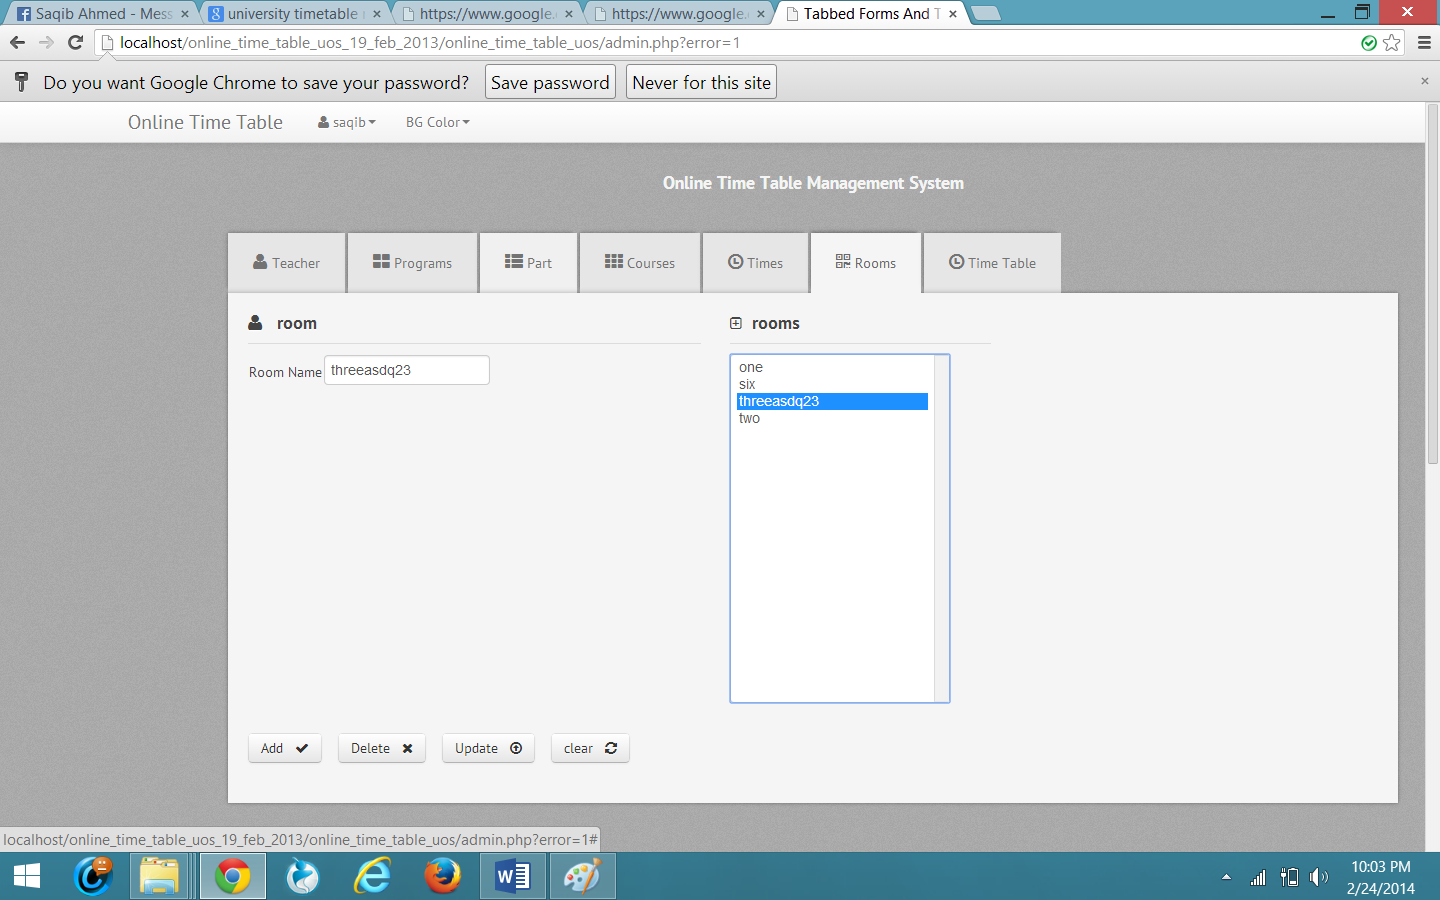 Saqib Ahmed - Mess
university timetable
https://www.google.
https://www.google.
Tabbed Forms And T
localhost/online_time_table_uos_19_feb_2013/online_time_table_uos/admin.php?error=1
Do you want Google Chrome to save your password? Save password Never for this site
Online Time Table saqib BG Color
Online Time Table Management System
Teacher Programs Part Courses Times Rooms Time Table
room
rooms
Room Name threeasdq23
one
six
threeasdq23
two
Add Delete Update clear
localhost/online_time_table_uos_19_feb_2013/online_time_table_uos/admin.php?error=1#
10:03 PM
2/24/2014